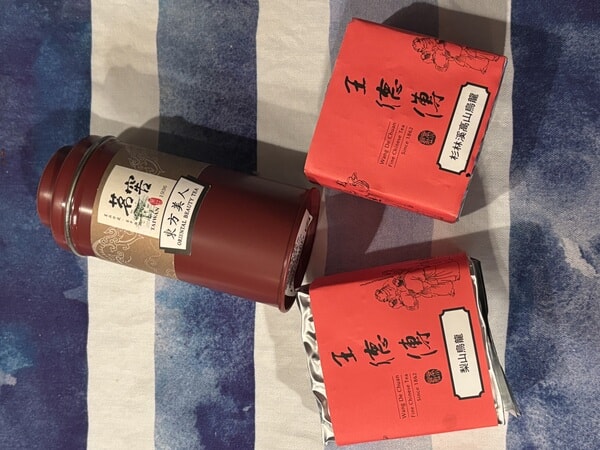 茗窖
TAIWAN
東方美人
ORIENTAL BEAUTY TEA
王德傳
Wang De Chuan
Fine Chinese Tea
Since 1862
杉林溪高山烏龍
王德傳
Wang De Chuan
Fine Chinese Tea
Since 1862
梨山烏龍